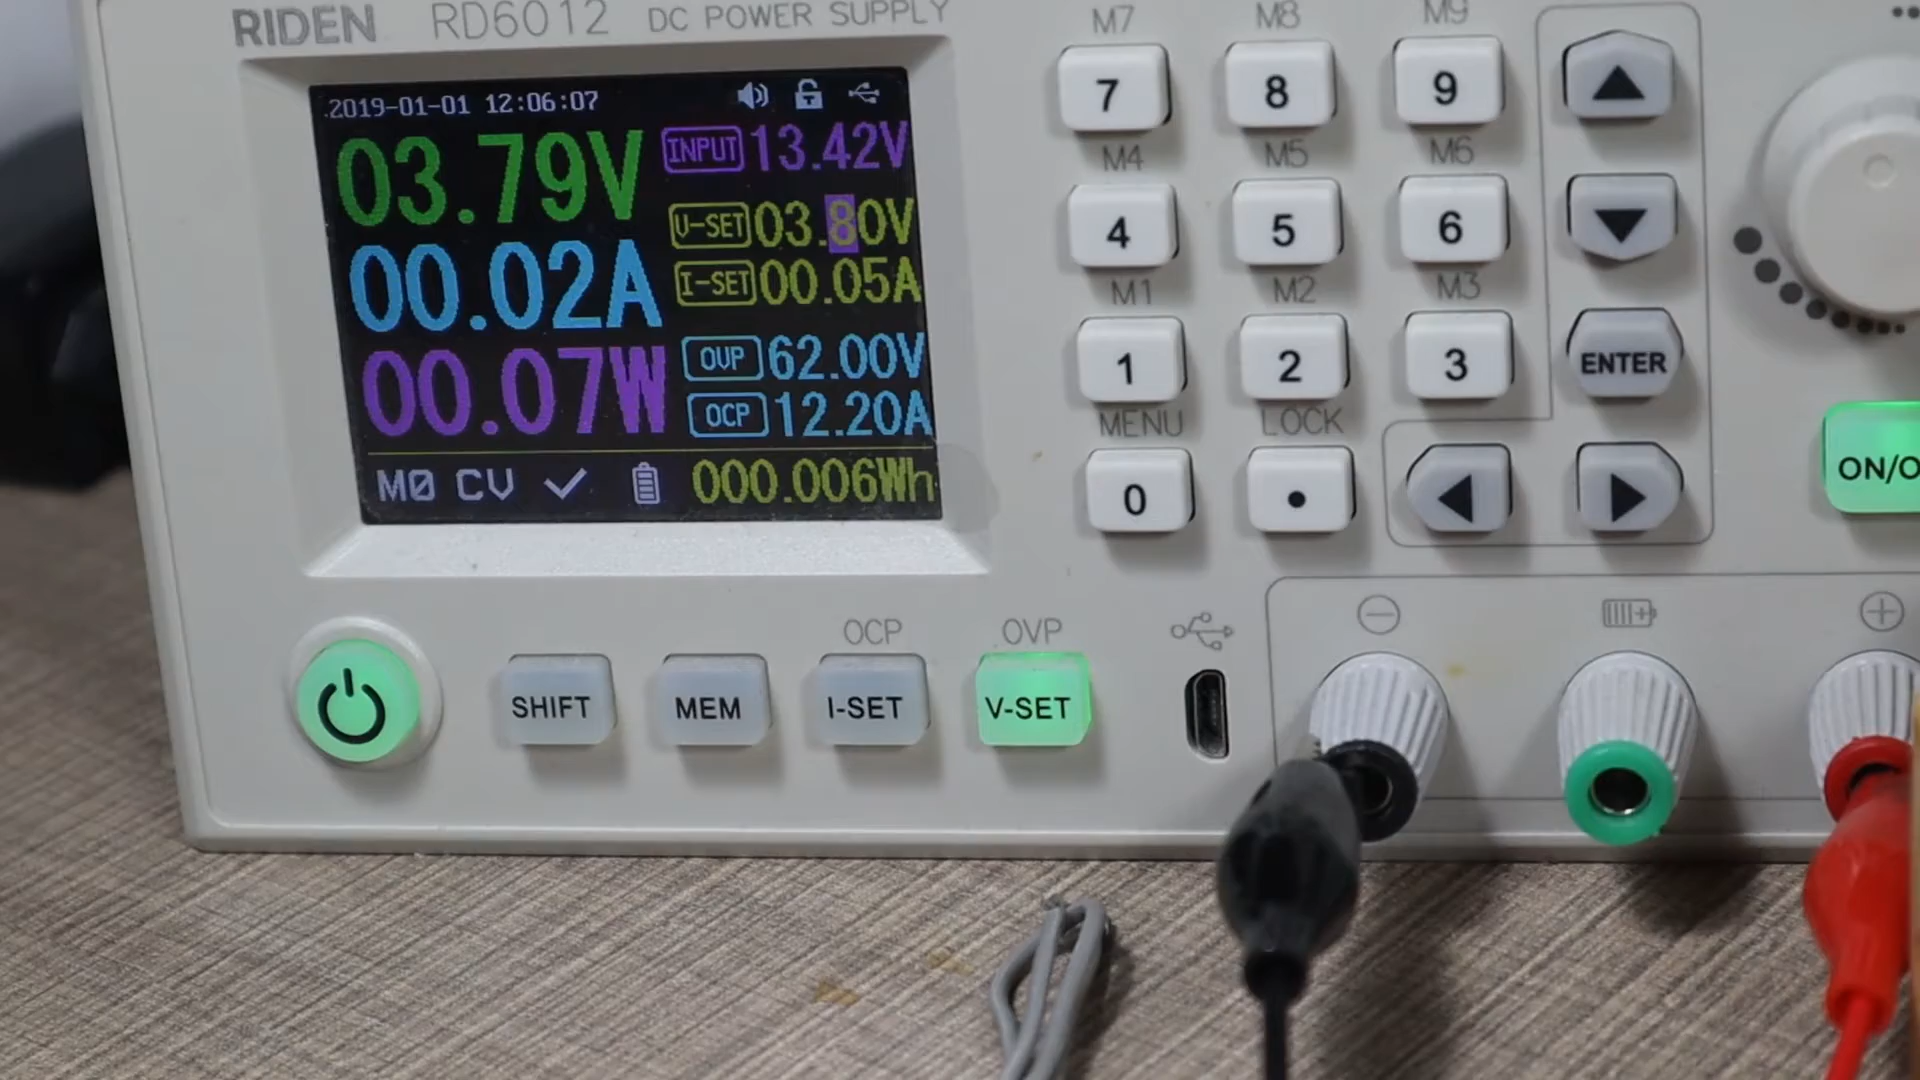 RIDEN RD6012 DC POWER SUPPLY
2019-01-01 12:06:07
03.79V
INPUT 13.42V
V-SET 03.80V
00.02A
I-SET 00.05A
OVP 62.00V
00.07W
OCP 12.20A
M0 CV 000.006Wh
M7 M8 M9
7 8 9
M4 M5 M6
4 5 6
M1 M2 M3
1 2 3
ENTER
MENU LOCK
0 •
ON/O
OCP OVP
SHIFT MEM I-SET V-SET